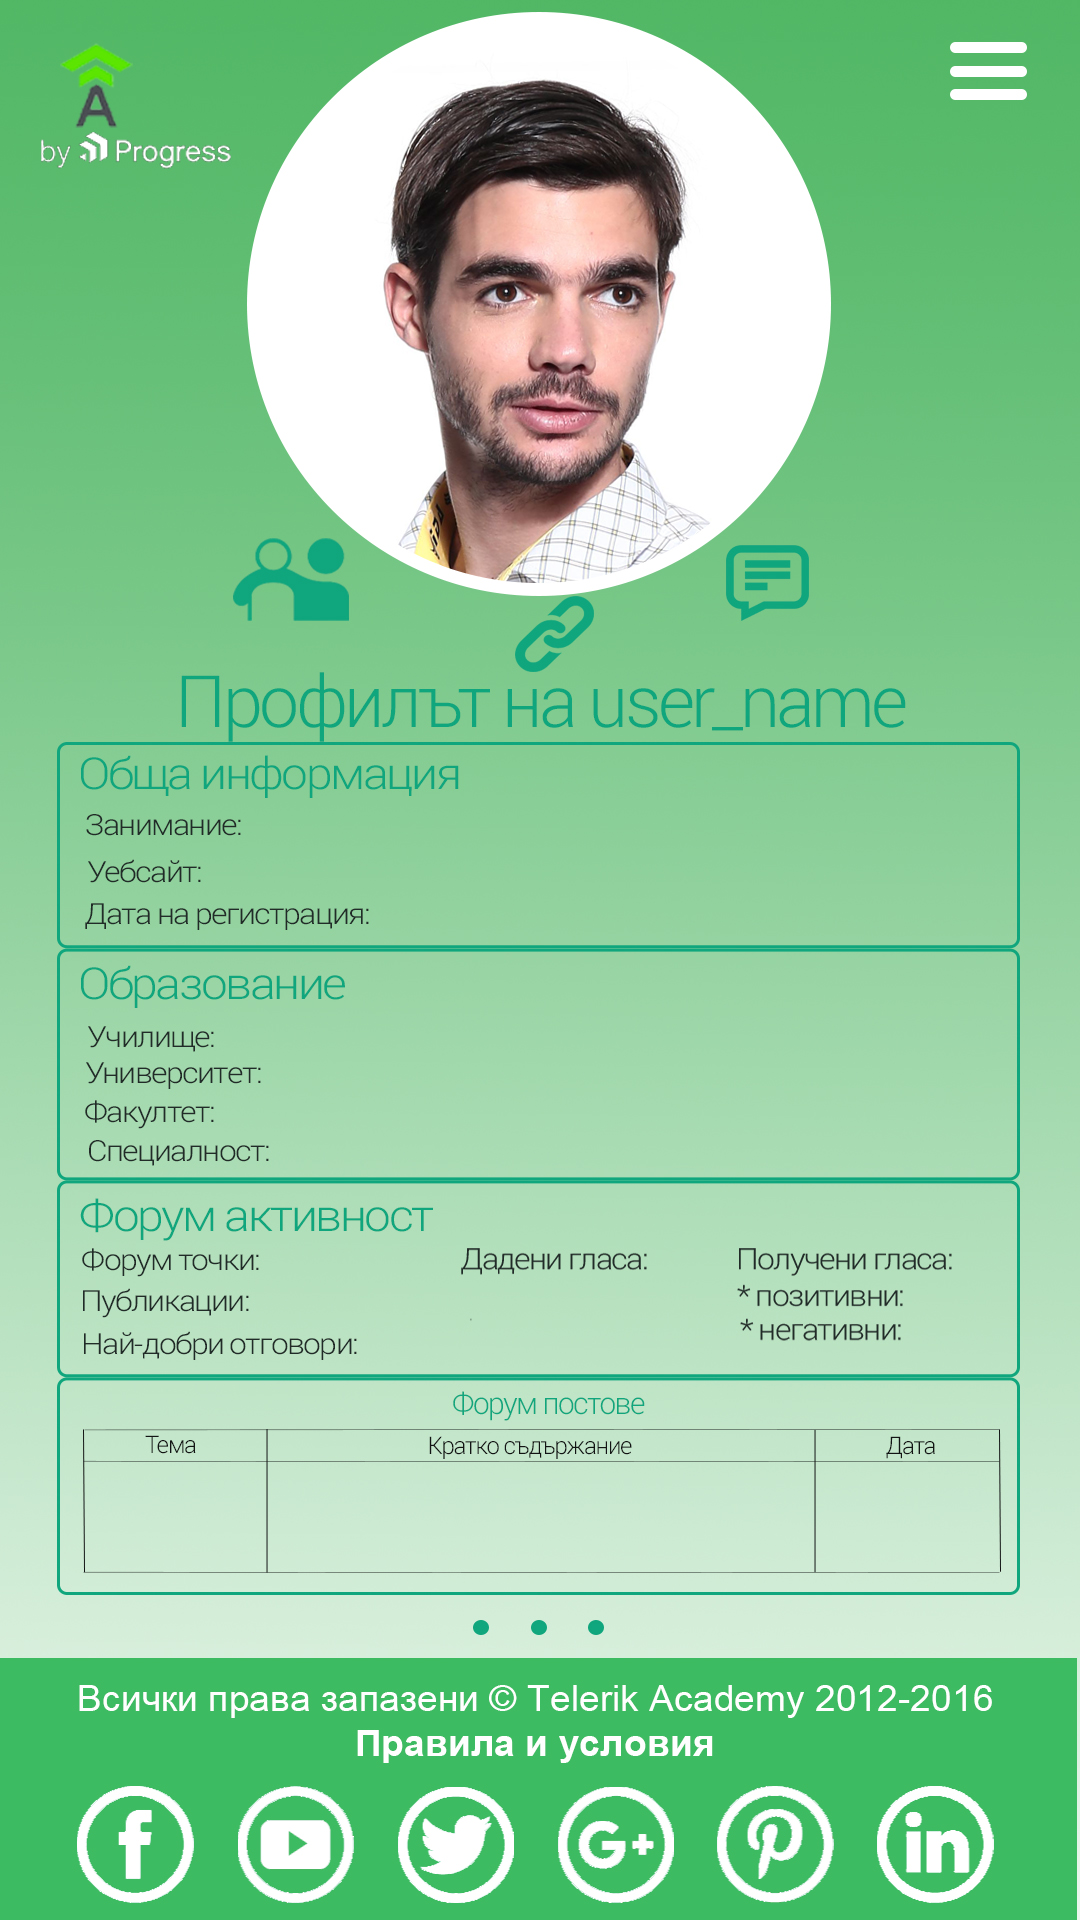 A
by Progress
Профилът на user_name
Обща информация
Занимание:
Уебсайт:
Дата на регистрация:
Образование
Училище:
Университет:
Факултет:
Специалност:
Форум активност
Форум точки: Дадени гласа: Получени гласа:
Публикации: * позитивни:
Най-добри отговори: * негативни:
Форум постове
Тема Кратко съдържание Дата
Всички права запазени © Telerik Academy 2012-2016
Правила и условия